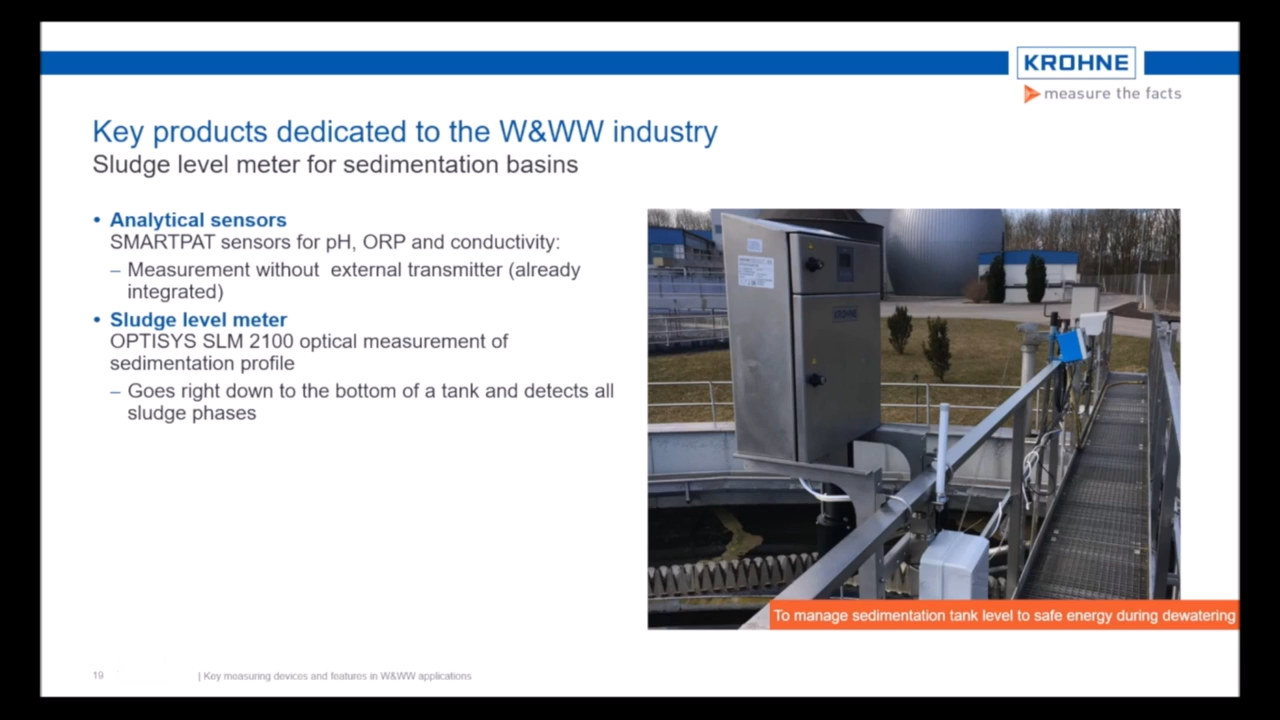 KROHNE
measure the facts
Key products dedicated to the W&WW industry
Sludge level meter for sedimentation basins
• Analytical sensors
SMARTPAT sensors for pH, ORP and conductivity:
– Measurement without external transmitter (already
integrated)
• Sludge level meter
OPTISYS SLM 2100 optical measurement of
sedimentation profile
– Goes right down to the bottom of a tank and detects all
sludge phases
KROHNE
To manage sedimentation tank level to safe energy during dewatering
19
| Key measuring devices and features in W&WW applications